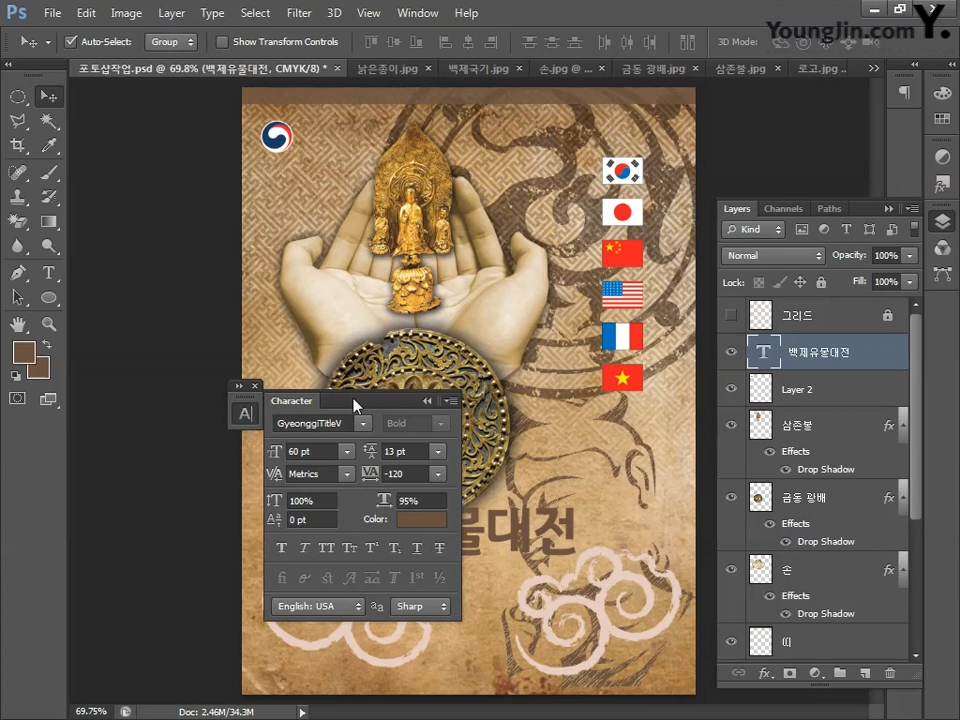 Ps File Edit Image Layer Type Select Filter 3D View Window Help
YoungJin.com Y.
Auto-Select: Group Show Transform Controls 3D Mode:
포토샵작업.psd @ 69.8% (백제유물대전, CMYK/8) * × 낡은종이.jpg × 백제국기.jpg × 손.jpg @ ... × 금동 광배.jpg × 삼존불.jpg × 로고.jpg ...
Layers Channels Paths
Kind
Normal Opacity: 100%
Lock: Fill: 100%
그리드
백제유물대전
Layer 2
삼존불 fx
Effects
Drop Shadow
금동 광배 fx
Effects
Drop Shadow
손 fx
Effects
Drop Shadow
띠
Character
GyeonggiTitleV Bold
60 pt 13 pt
Metrics -120
100% 95%
0 pt Color:
English: USA aa Sharp
물대전
69.75% Doc: 2.46M/34.3M